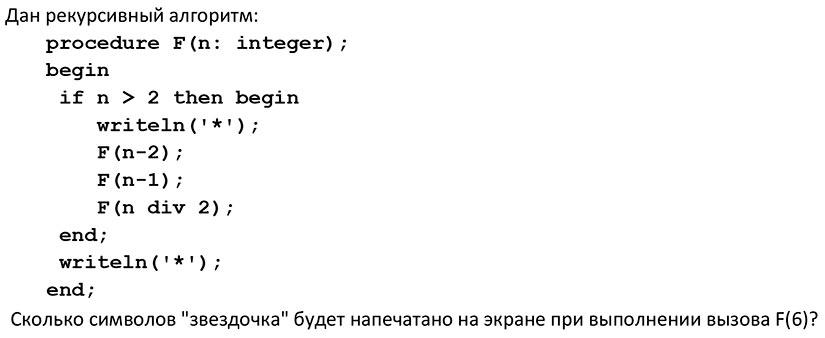 Дан рекурсивный алгоритм:
procedure F(n: integer);
begin
if n > 2 then begin
writeln('*');
F(n-2);
F(n-1);
F(n div 2);
end;
writeln('*');
end;
Сколько символов "звездочка" будет напечатано на экране при выполнении вызова F(6)?